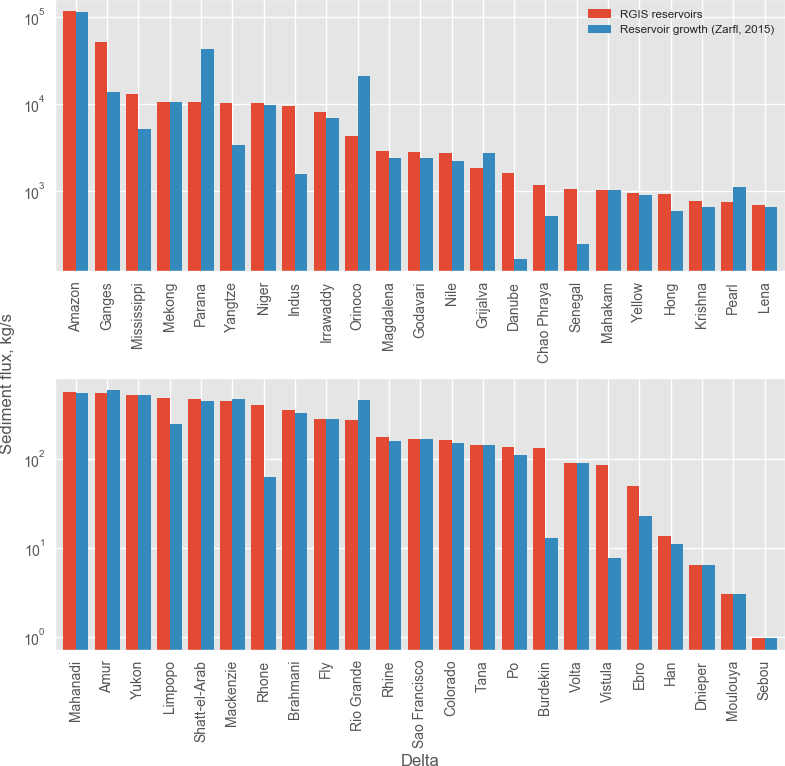 RGIS reservoirs
Reservoir growth (Zarfl, 2015)
10^5
10^4
10^3
Amazon
Ganges
Mississippi
Mekong
Parana
Yangtze
Niger
Indus
Irrawaddy
Orinoco
Magdalena
Godavari
Nile
Grijalva
Danube
Chao Phraya
Senegal
Mahakam
Yellow
Hong
Krishna
Pearl
Lena
Sediment flux, kg/s
10^2
10^1
10^0
Mahanadi
Amur
Yukon
Limpopo
Shatt-el-Arab
Mackenzie
Rhone
Brahmani
Fly
Rio Grande
Rhine
Sao Francisco
Colorado
Tana
Po
Burdekin
Volta
Vistula
Ebro
Han
Dnieper
Moulouya
Sebou
Delta